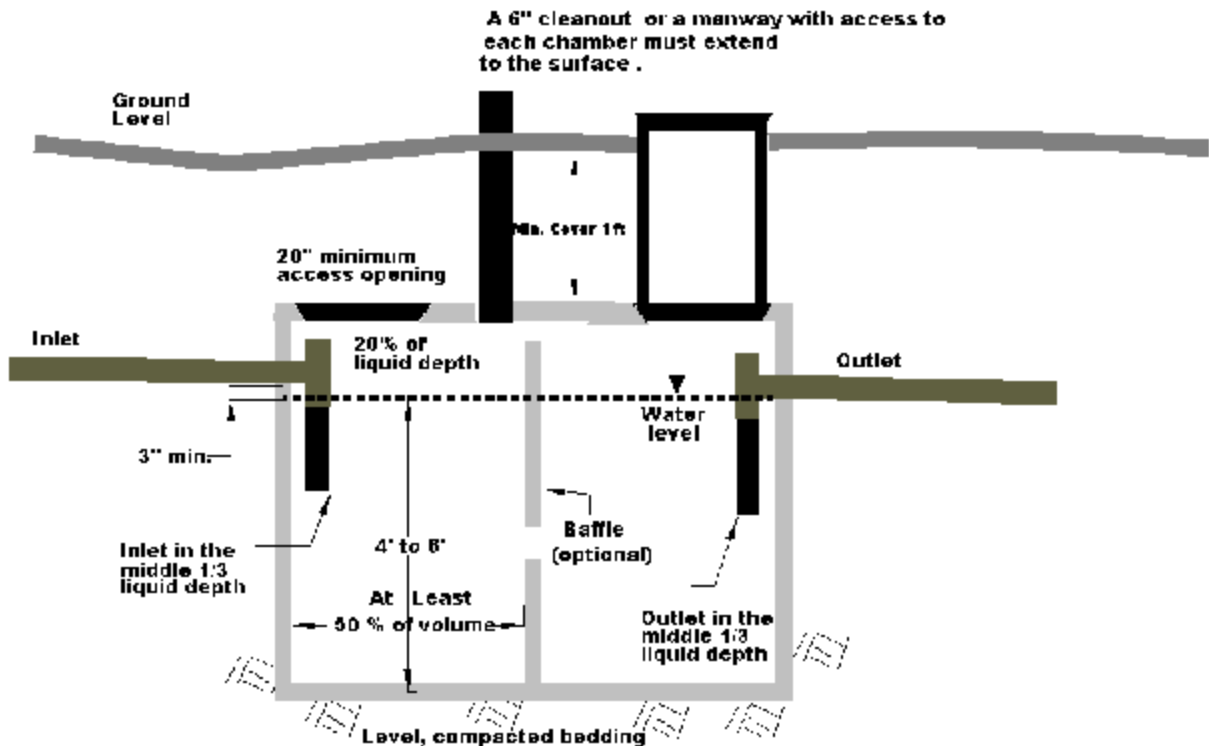 A 6" cleanout or a manway with access to
each chamber must extend
to the surface .
Ground
Level
Min. Cover 1ft
20" minimum
access opening
Inlet
20% of
liquid depth
Outlet
Water
level
3" min.
Baffle
(optional)
4' to 6'
Inlet in the
middle 1/3
liquid depth
At Least
50 % of volume
Outlet in the
middle 1/3
liquid depth
Level, compacted bedding